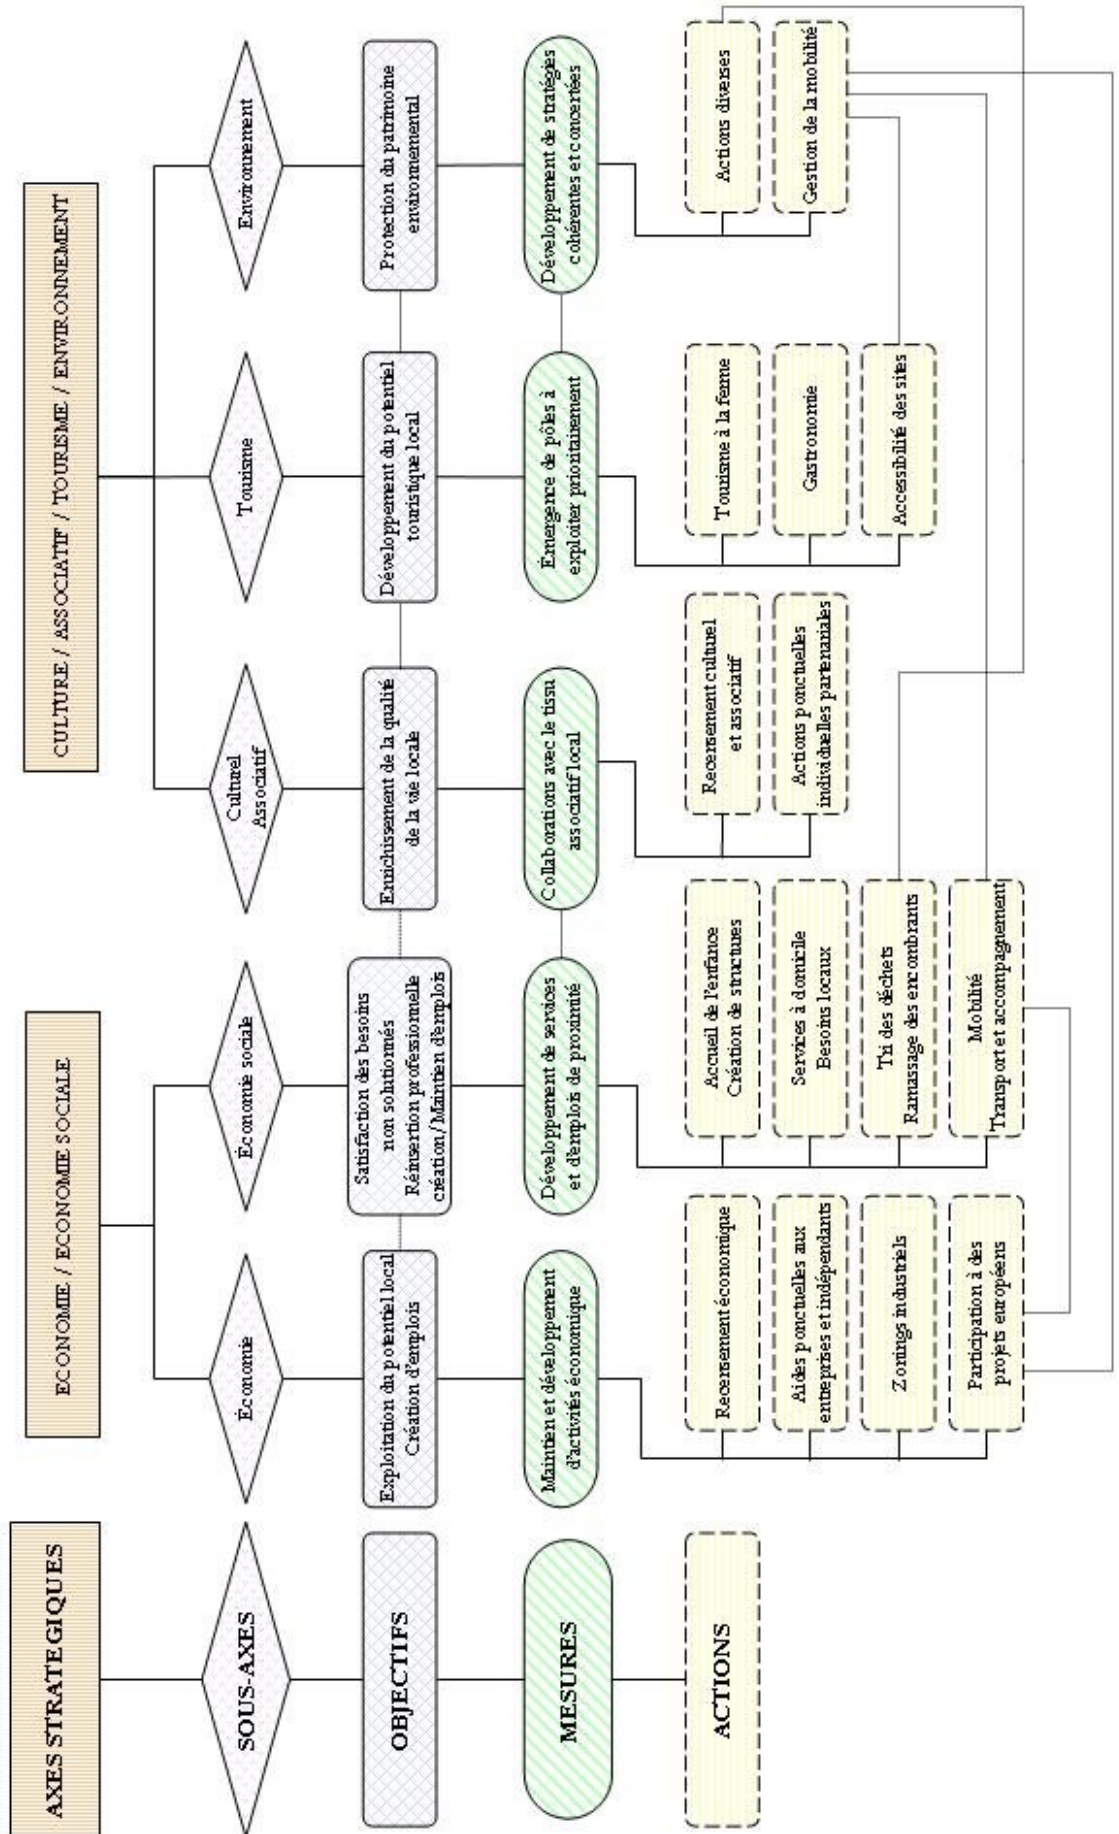 AXES STRATEGIQUES
SOUS-AXES
OBJECTIFS
MESURES
ACTIONS
ECONOMIE / ECONOMIE SOCIALE
Économie
Exploitation du potentiel local
Création d'emplois
Maintien et développement
d'activités économique
Recensement économique
Aides ponctuelles aux
entreprises et indépendants
Zonings industriels
Participation à des
projets européens
Économie sociale
Satisfaction des besoins
non solutionnés
Réinsertion professionnelle
création/Maintien d'emplois
Développement de services
et d'emplois de proximité
Accueil de l'enfance
Création de structures
Services à domicile
Besoins locaux
Tri des déchets
Ramassage des encombrants
Mobilité
Transport et accompagnement
CULTURE / ASSOCIATIF / TOURISME / ENVIRONNEMENT
Culturel
Associatif
Enrichissement de la qualité
de la vie locale
Collaborations avec le tissu
associatif local
Recensement culturel
et associatif
Actions ponctuelles
individuelles partenariales
Tourisme
Développement du potentiel
touristique local
Émergence de pôles à
exploiter prioritairement
Tourisme à la ferme
Gastronomie
Accessibilité des sites
Environnement
Protection du patrimoine
environnemental
Développement de stratégies
cohérentes et concertées
Actions diverses
Gestion de la mobilité